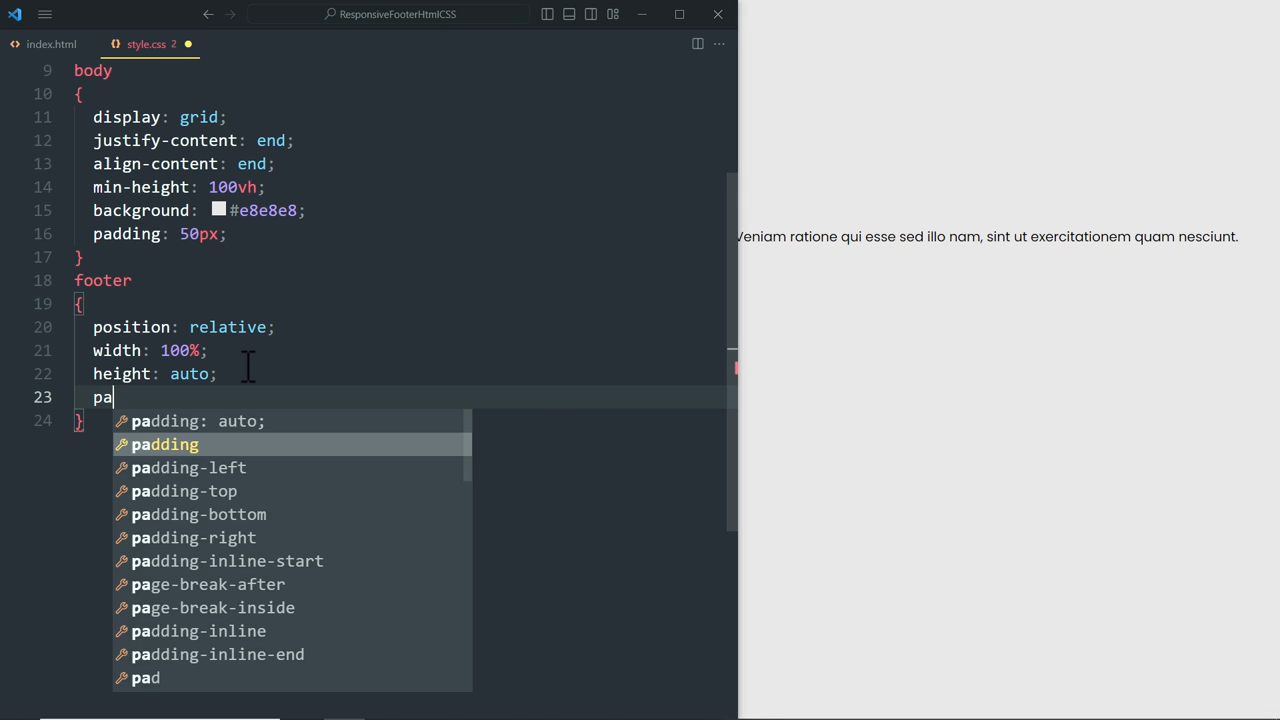 ResponsiveFooterHtmlCSS
index.html
style.css 2
9 body
10 {
11 display: grid;
12 justify-content: end;
13 align-content: end;
14 min-height: 100vh;
15 background: #e8e8e8;
16 padding: 50px;
17 }
18 footer
19 {
20 position: relative;
21 width: 100%;
22 height: auto;
23 pa
24 }
padding: auto;
padding
padding-left
padding-top
padding-bottom
padding-right
padding-inline-start
page-break-after
page-break-inside
padding-inline
padding-inline-end
pad
Veniam ratione qui esse sed illo nam, sint ut exercitationem quam nesciunt.